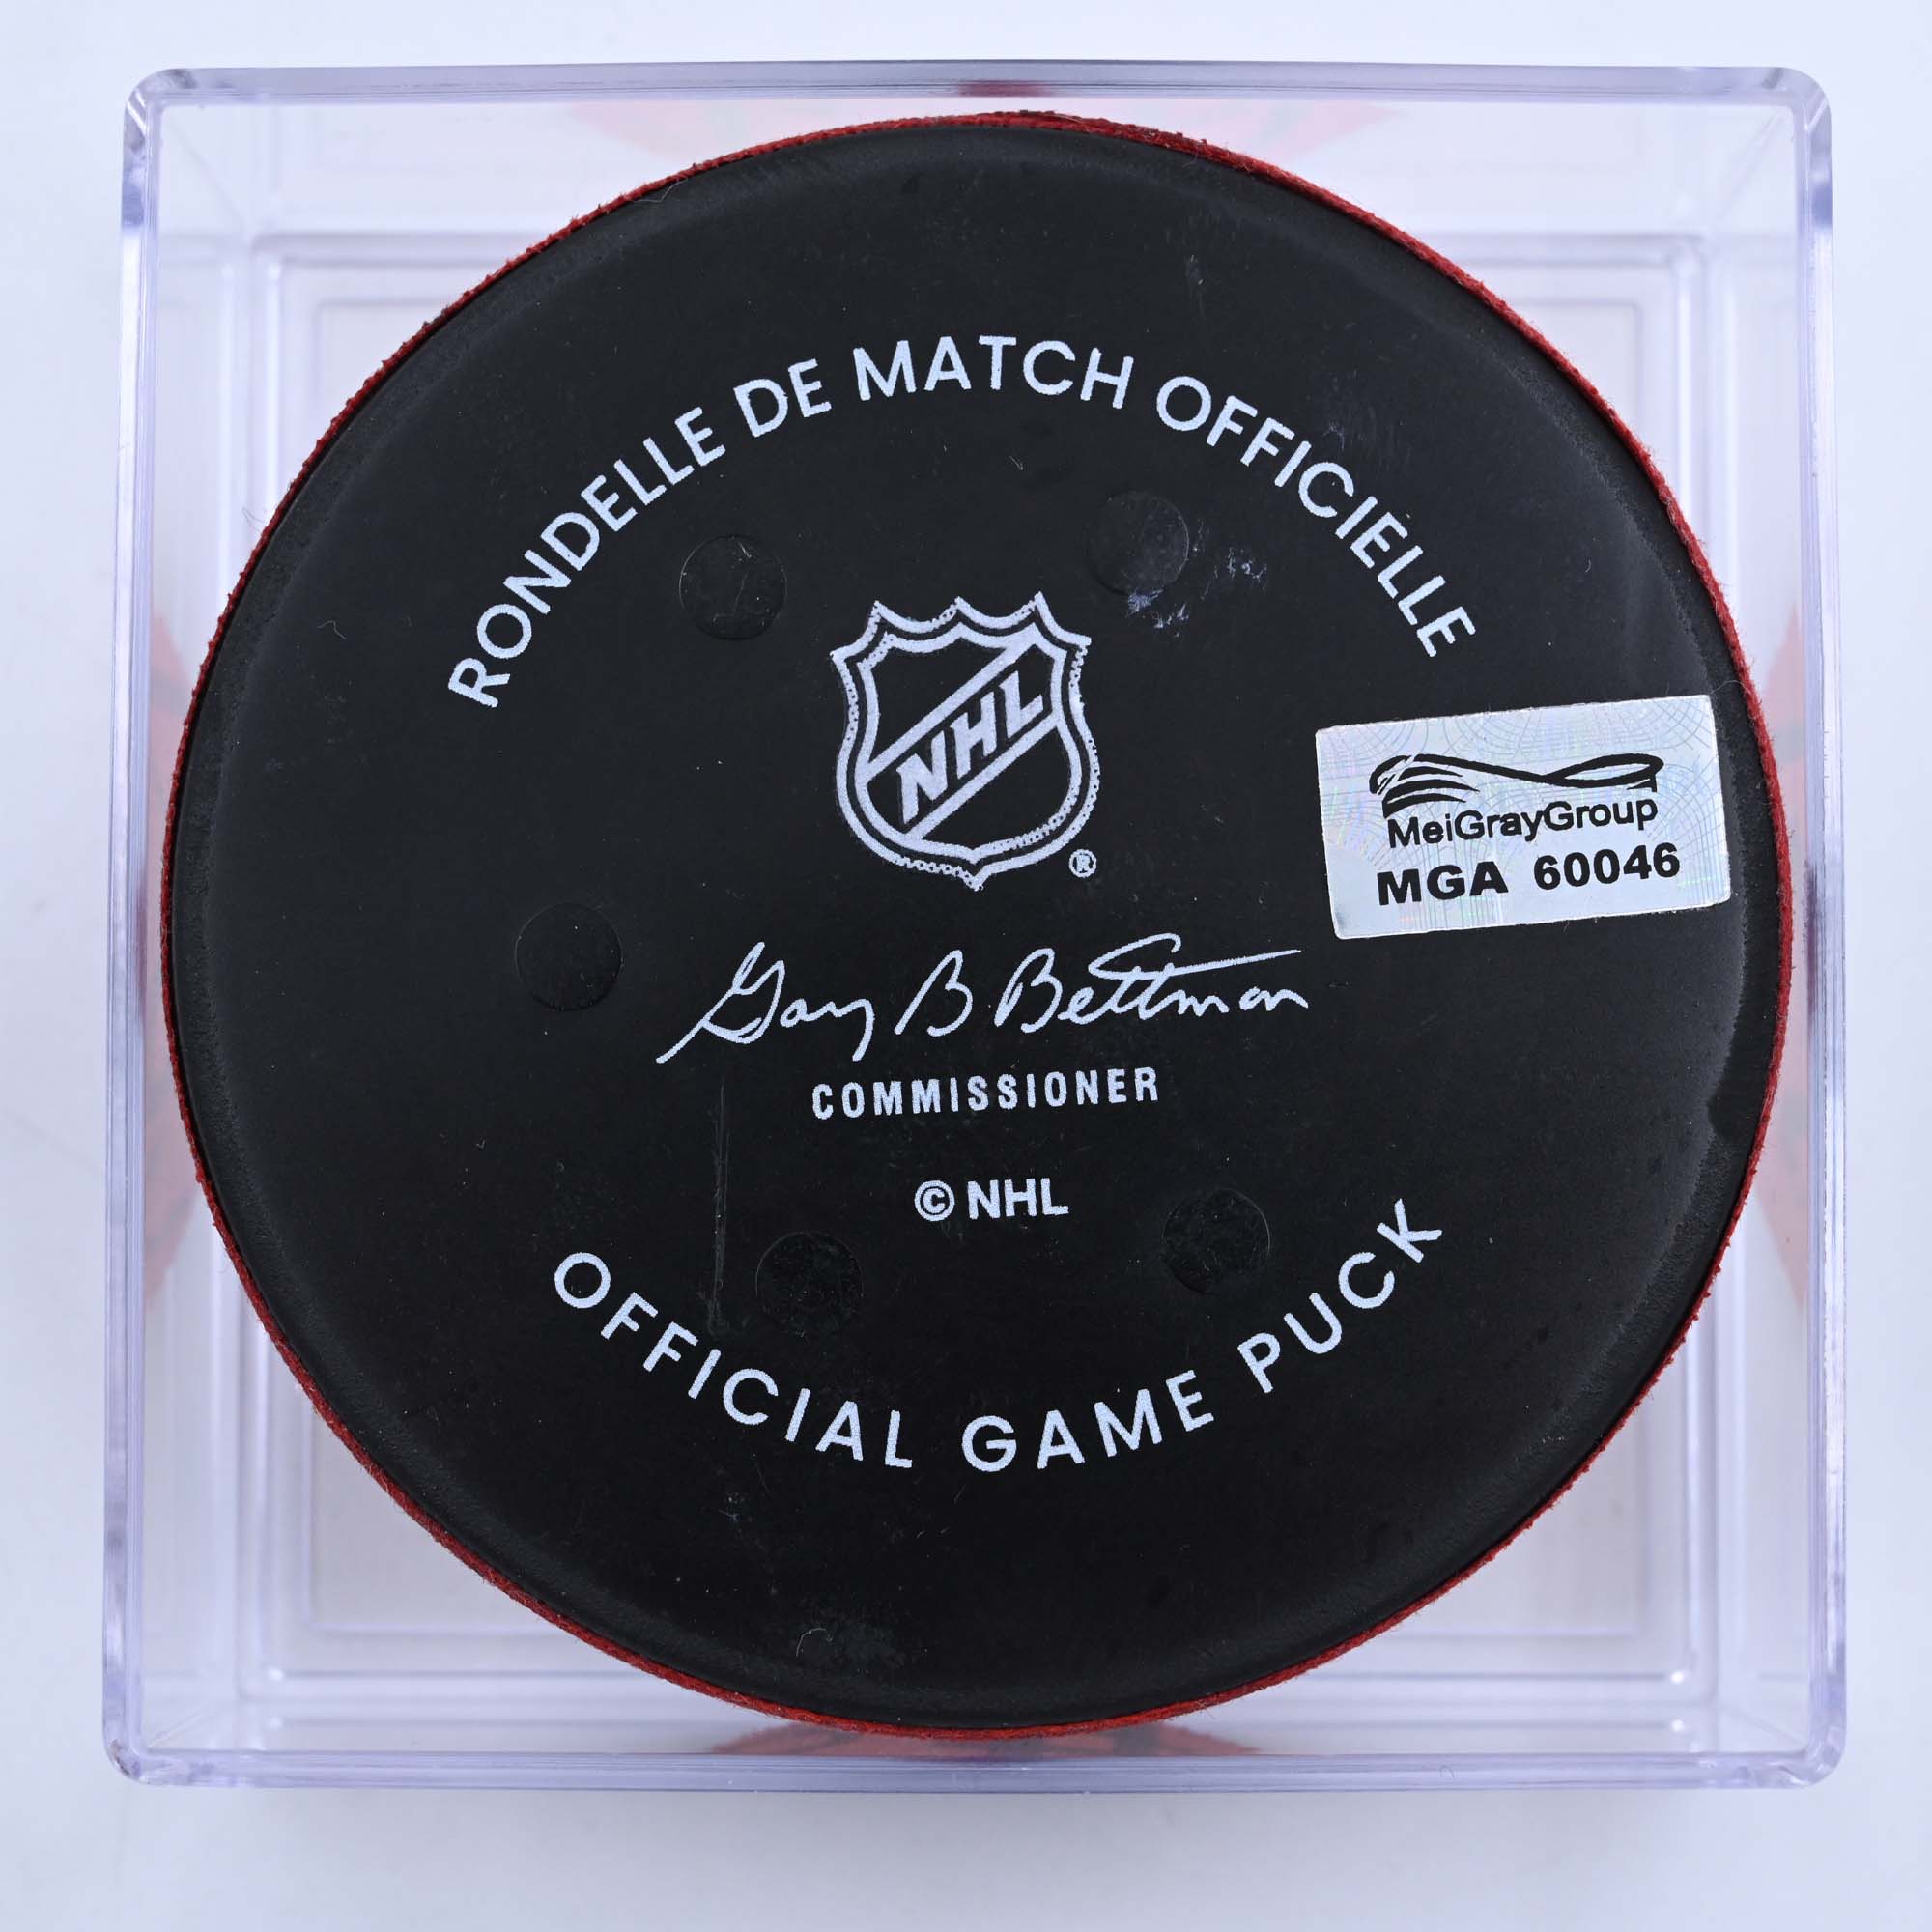 RONDELLE DE MATCH OFFICIELLE
NHL
®
MeiGrayGroup
MGA 60046
Gary B Bettman
COMMISSIONER
© NHL
OFFICIAL GAME PUCK